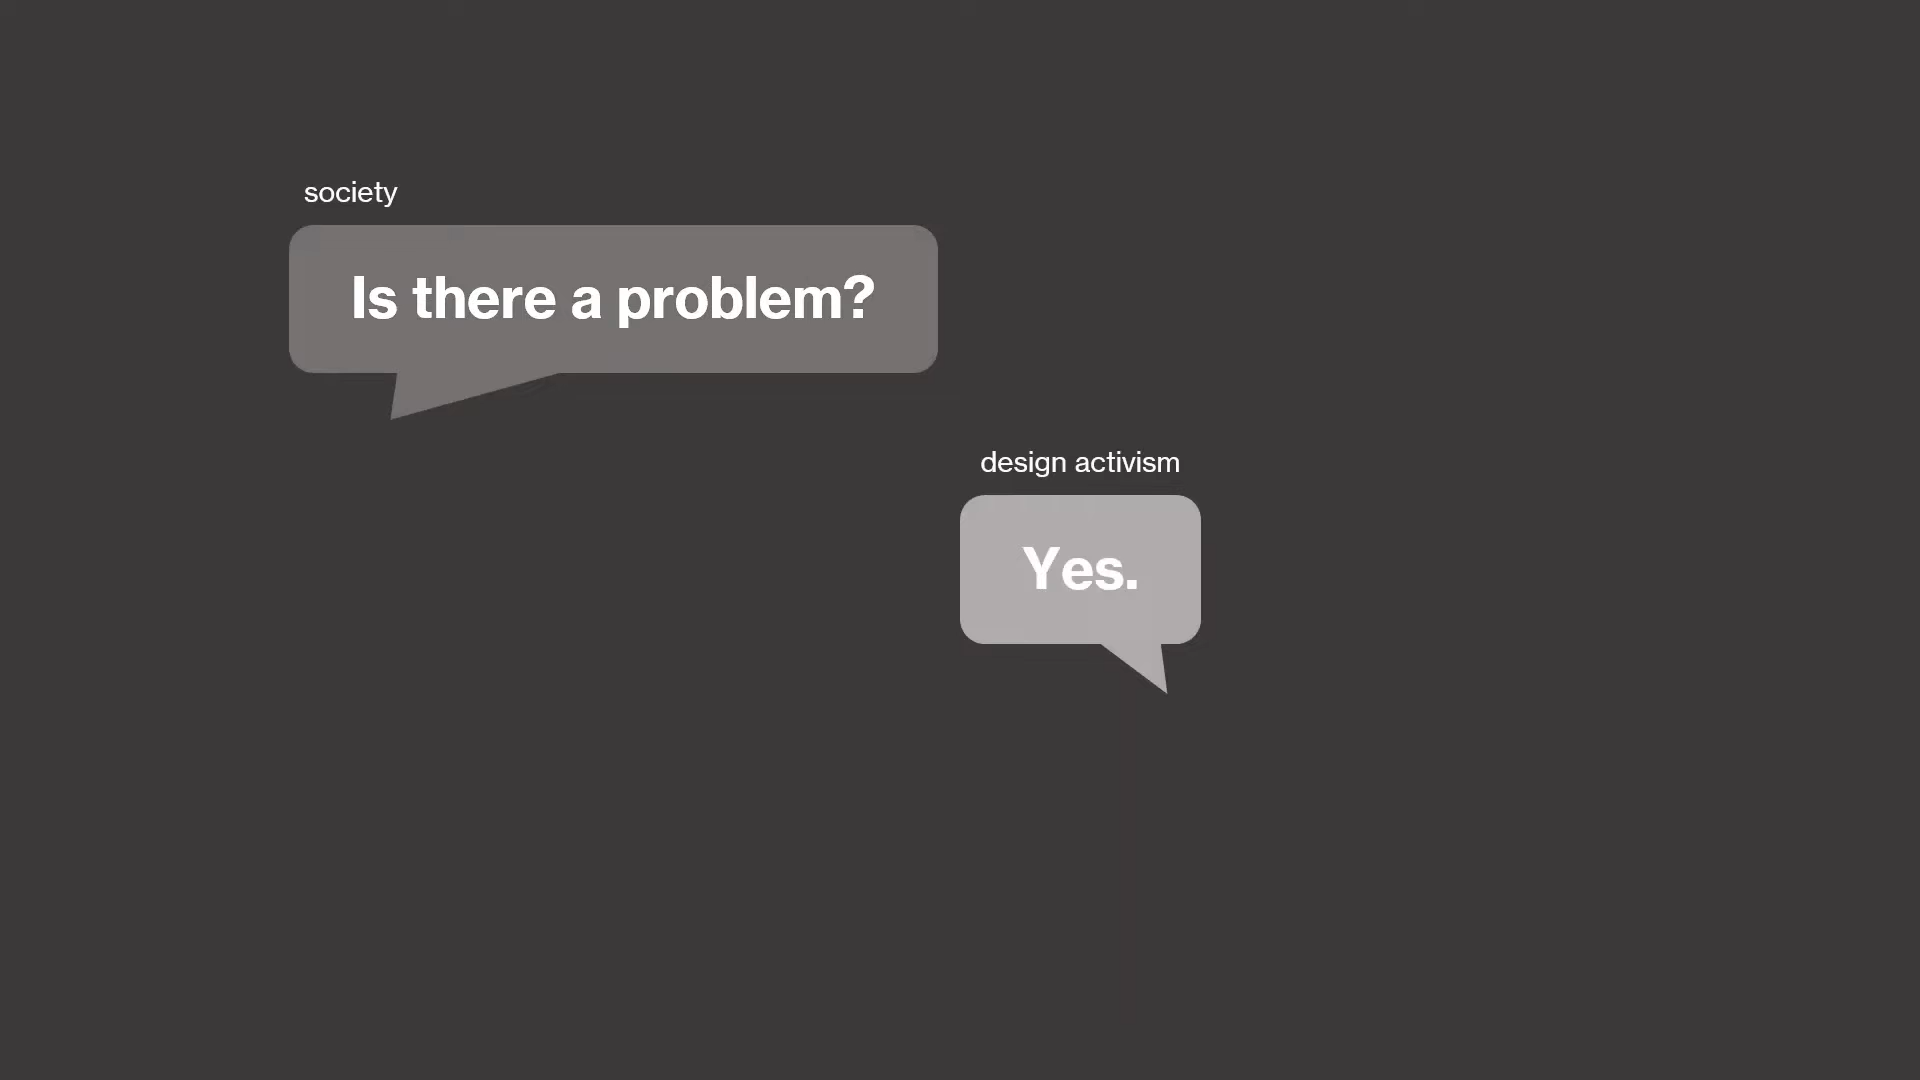 society
Is there a problem?
design activism
Yes.